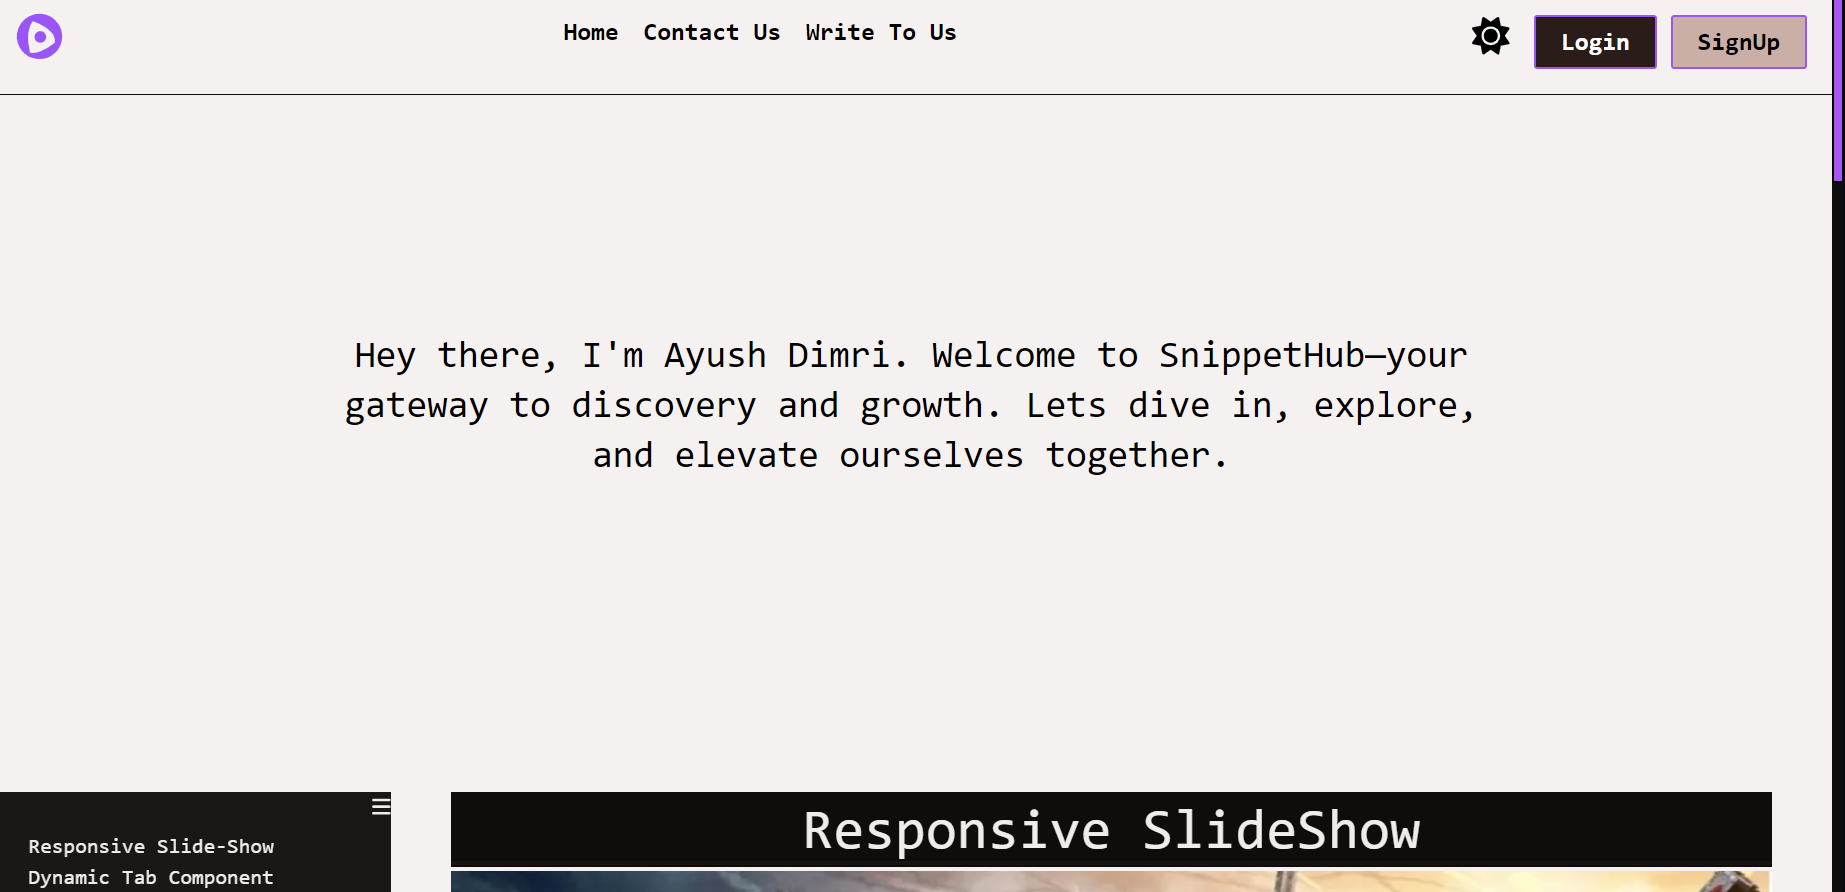 Home Contact Us Write To Us
Login SignUp
Hey there, I'm Ayush Dimri. Welcome to SnippetHub—your
gateway to discovery and growth. Lets dive in, explore,
and elevate ourselves together.
Responsive Slide-Show
Dynamic Tab Component
Responsive SlideShow